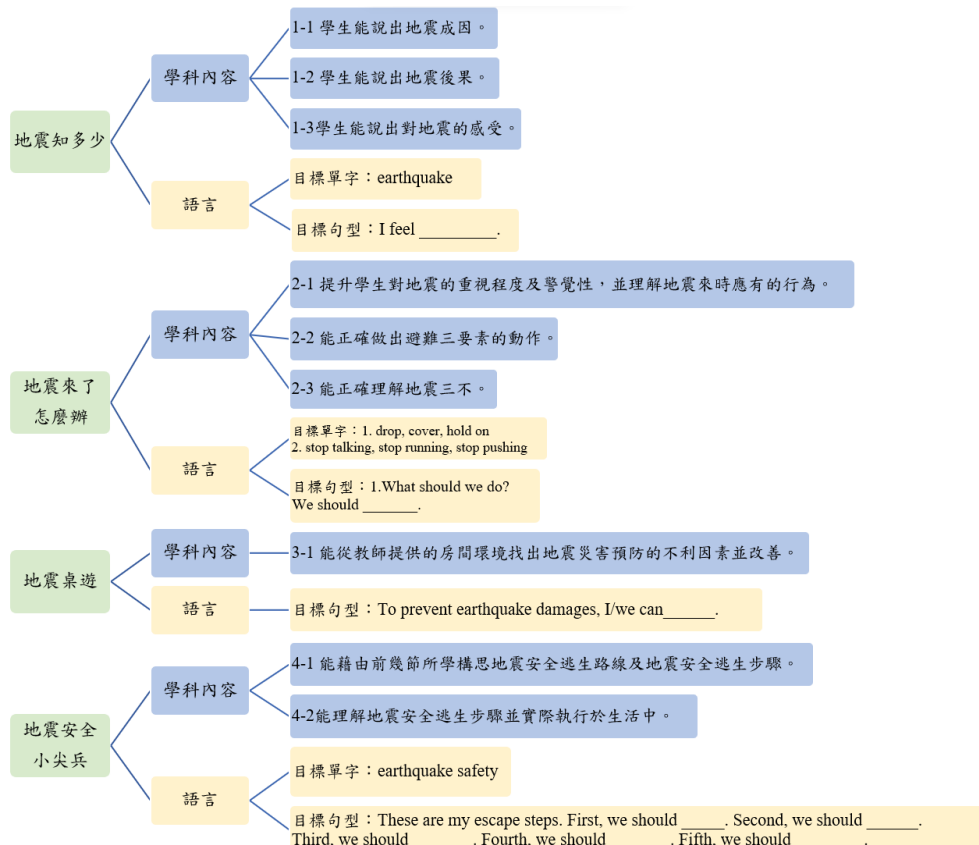 地震知多少
學科內容
1-1 學生能說出地震成因。
1-2 學生能說出地震後果。
1-3學生能說出對地震的感受。
語言
目標單字：earthquake
目標句型：I feel _________.
地震來了
怎麼辦
學科內容
2-1 提升學生對地震的重視程度及警覺性，並理解地震來時應有的行為。
2-2 能正確做出避難三要素的動作。
2-3 能正確理解地震三不。
語言
目標單字：1. drop, cover, hold on
2. stop talking, stop running, stop pushing
目標句型：1.What should we do?
We should _______.
地震桌遊
學科內容
3-1 能從教師提供的房間環境找出地震災害預防的不利因素並改善。
語言
目標句型：To prevent earthquake damages, I/we can______.
地震安全
小尖兵
學科內容
4-1 能藉由前幾節所學構思地震安全逃生路線及地震安全逃生步驟。
4-2能理解地震安全逃生步驟並實際執行於生活中。
語言
目標單字：earthquake safety
目標句型：These are my escape steps. First, we should _____. Second, we should ______.
Third, we should _______. Fourth, we should _______. Fifth, we should ________.